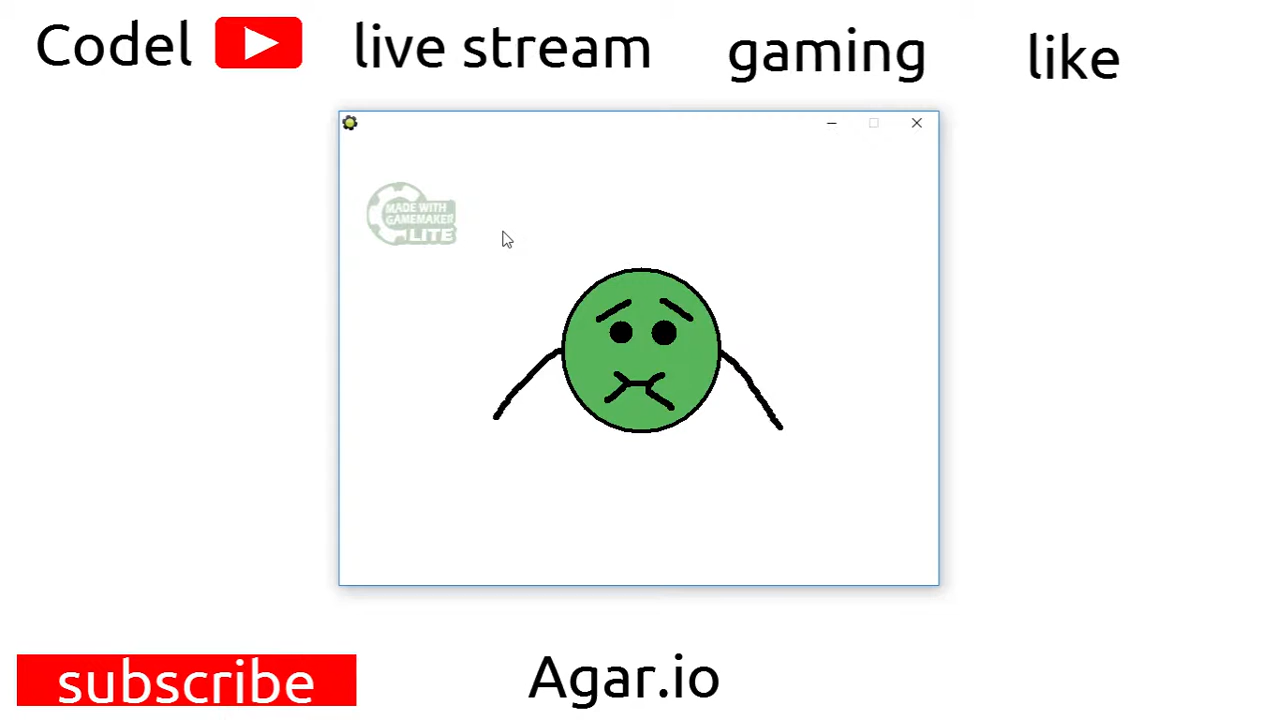 Codel live stream gaming like
MADE WITH
GAMEMAKER
LITE
subscribe Agar.io